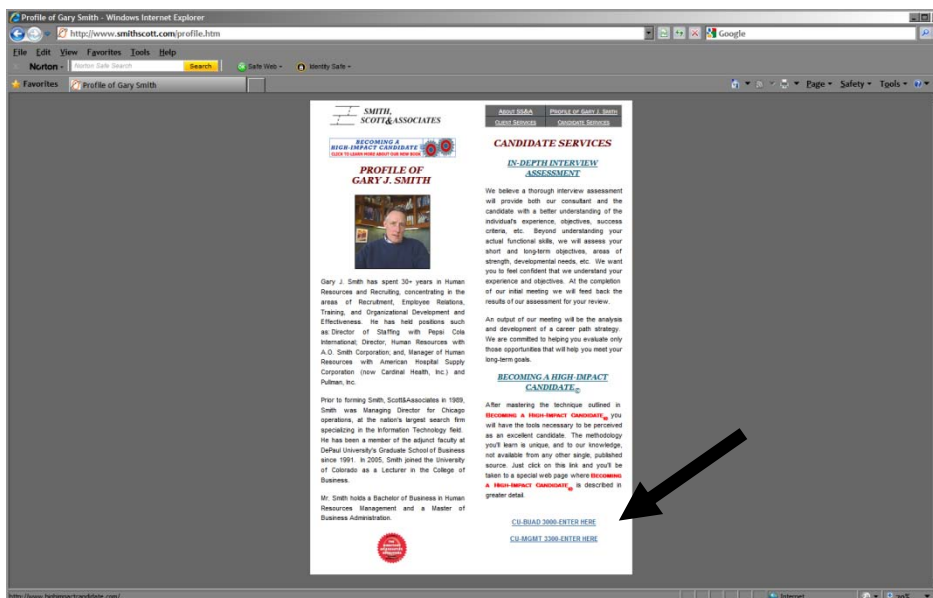 Profile of Gary Smith - Windows Internet Explorer
http://www.smithscott.com/profile.htm
Google
File Edit View Favorites Tools Help
Norton - Norton Safe Search Search Safe Web - Identity Safe -
Favorites Profile of Gary Smith Page Safety Tools
SMITH,
SCOTT&ASSOCIATES
BECOMING A
HIGH-IMPACT CANDIDATE
CLICK TO LEARN MORE ABOUT OUR NEW BOOK
PROFILE OF
GARY J. SMITH
Gary J. Smith has spent 30+ years in Human
Resources and Recruiting, concentrating in the
areas of Recruitment, Employee Relations,
Training, and Organizational Development and
Effectiveness. He has held positions such
as: Director of Staffing with Pepsi Cola
International; Director, Human Resources with
A.O. Smith Corporation; and, Manager of Human
Resources with American Hospital Supply
Corporation (now Cardinal Health, Inc.) and
Pullman, Inc.
Prior to forming Smith, Scott&Associates in 1989,
Smith was Managing Director for Chicago
operations, at the nation's largest search firm
specializing in the Information Technology field.
He has been a member of the adjunct faculty at
DePaul University's Graduate School of Business
since 1991. In 2005, Smith joined the University
of Colorado as a Lecturer in the College of
Business.
Mr. Smith holds a Bachelor of Business in Human
Resources Management and a Master of
Business Administration.
ABOUT SS&A PROFILE OF GARY J. SMITH
CLIENT SERVICES CANDIDATE SERVICES
CANDIDATE SERVICES
IN-DEPTH INTERVIEW
ASSESSMENT
We believe a thorough interview assessment
will provide both our consultant and the
candidate with a better understanding of the
individual's experience, objectives, success
criteria, etc. Beyond understanding your
actual functional skills, we will assess your
short and long-term objectives, areas of
strength, developmental needs, etc. We want
you to feel confident that we understand your
experience and objectives. At the completion
of our initial meeting we will feed back the
results of our assessment for your review.
An output of our meeting will be the analysis
and development of a career path strategy.
We are committed to helping you evaluate only
those opportunities that will help you meet your
long-term goals.
BECOMING A HIGH-IMPACT
CANDIDATE©
After mastering the technique outlined in
BECOMING A HIGH-IMPACT CANDIDATE© you
will have the tools necessary to be perceived
as an excellent candidate. The methodology
you'll learn is unique, and to our knowledge,
not available from any other single, published
source. Just click on this link and you'll be
taken to a special web page where BECOMING
A HIGH-IMPACT CANDIDATE© is described in
greater detail.
CU-BUAD 3000-ENTER HERE
CU-MGMT 3300-ENTER HERE
http://www.highimpactcandidate.com/ Internet